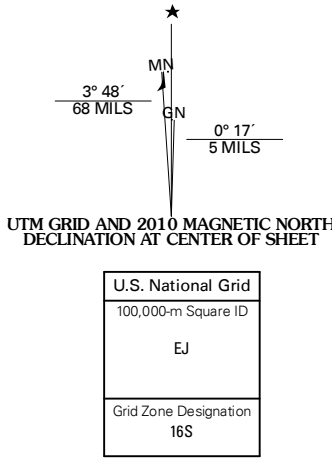 MN
3° 48´
68 MILS
GN
0° 17´
5 MILS
UTM GRID AND 2010 MAGNETIC NORTH
DECLINATION AT CENTER OF SHEET
U.S. National Grid
100,000-m Square ID
EJ
Grid Zone Designation
16S